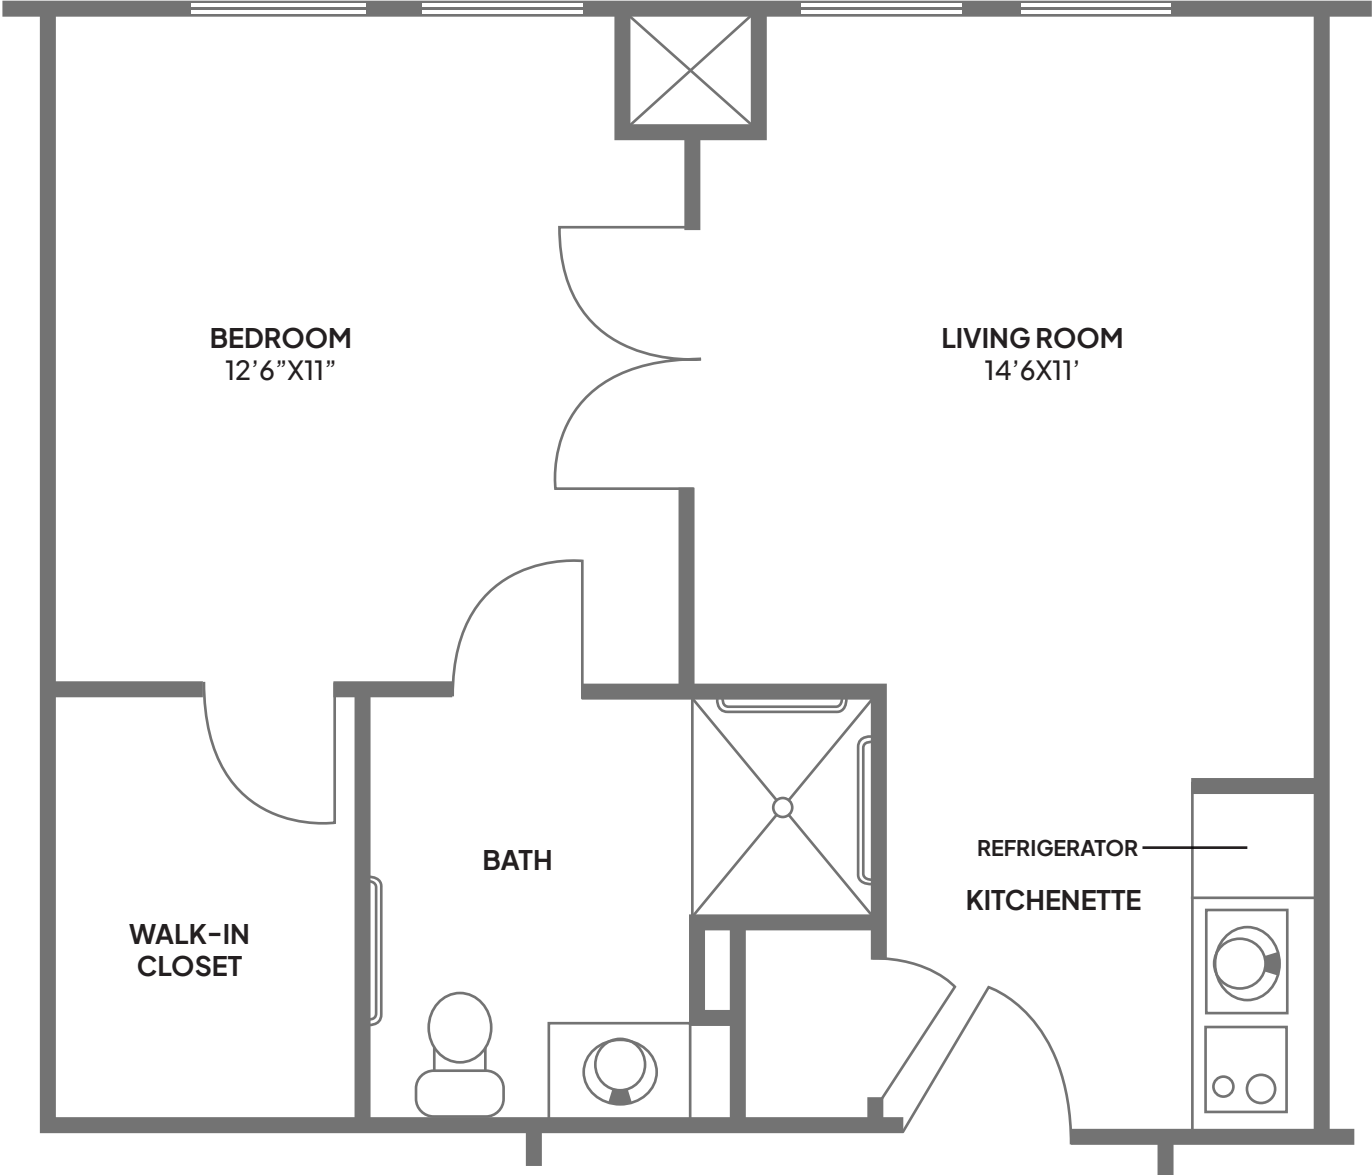 BEDROOM
12’6”X11”
LIVING ROOM
14’6X11’
BATH
REFRIGERATOR
KITCHENETTE
WALK-IN
CLOSET